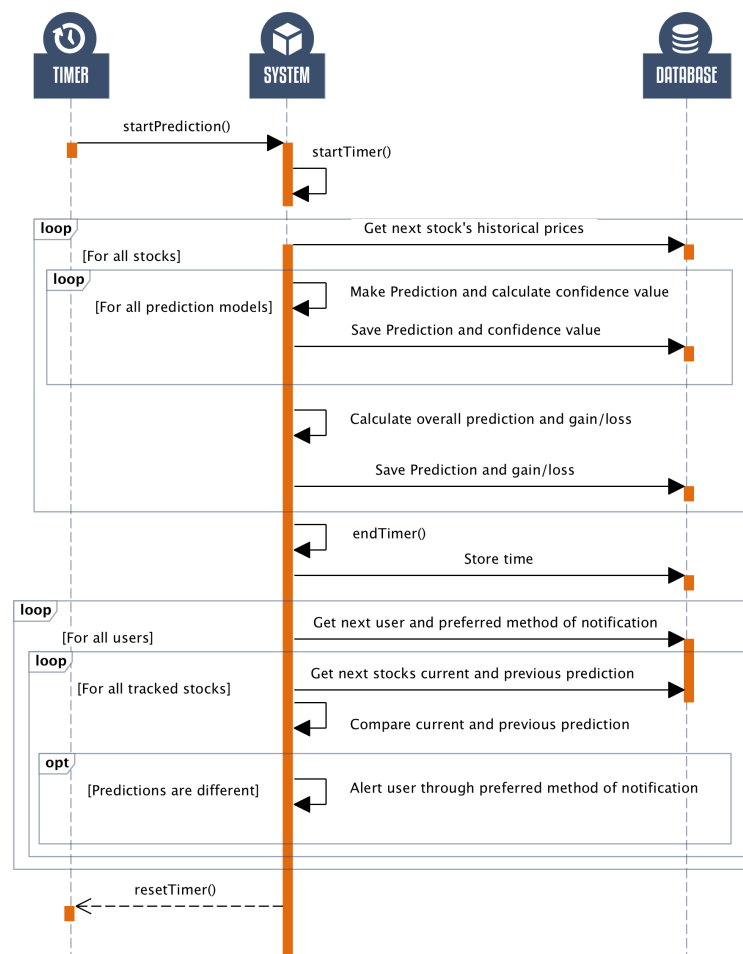 TIMER
SYSTEM
DATABASE
startPrediction()
startTimer()
loop
Get next stock's historical prices
[For all stocks]
loop
Make Prediction and calculate confidence value
[For all prediction models]
Save Prediction and confidence value
Calculate overall prediction and gain/loss
Save Prediction and gain/loss
endTimer()
Store time
loop
Get next user and preferred method of notification
[For all users]
loop
Get next stocks current and previous prediction
[For all tracked stocks]
Compare current and previous prediction
opt
[Predictions are different]
Alert user through preferred method of notification
resetTimer()